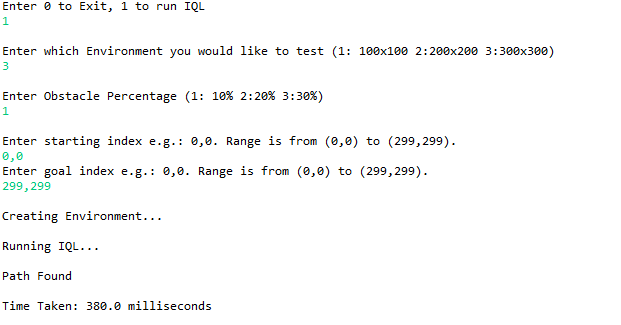 Enter 0 to Exit, 1 to run IQL
1
Enter which Environment you would like to test (1: 100x100 2:200x200 3:300x300)
3
Enter Obstacle Percentage (1: 10% 2:20% 3:30%)
1
Enter starting index e.g.: 0,0. Range is from (0,0) to (299,299).
0,0
Enter goal index e.g.: 0,0. Range is from (0,0) to (299,299).
299,299
Creating Environment...
Running IQL...
Path Found
Time Taken: 380.0 milliseconds